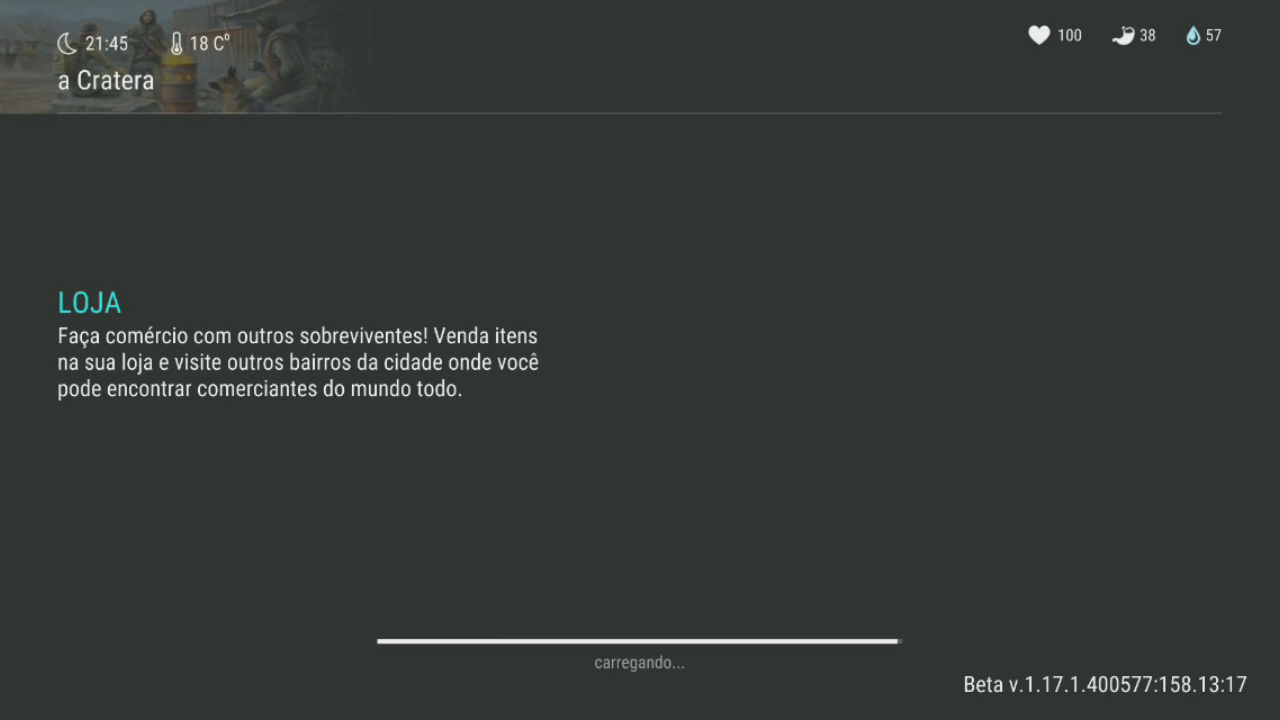 21:45
18 C⁰
100
38
57
a Cratera
LOJA
Faça comércio com outros sobreviventes! Venda itens
na sua loja e visite outros bairros da cidade onde você
pode encontrar comerciantes do mundo todo.
carregando...
Beta v.1.17.1.400577:158.13:17